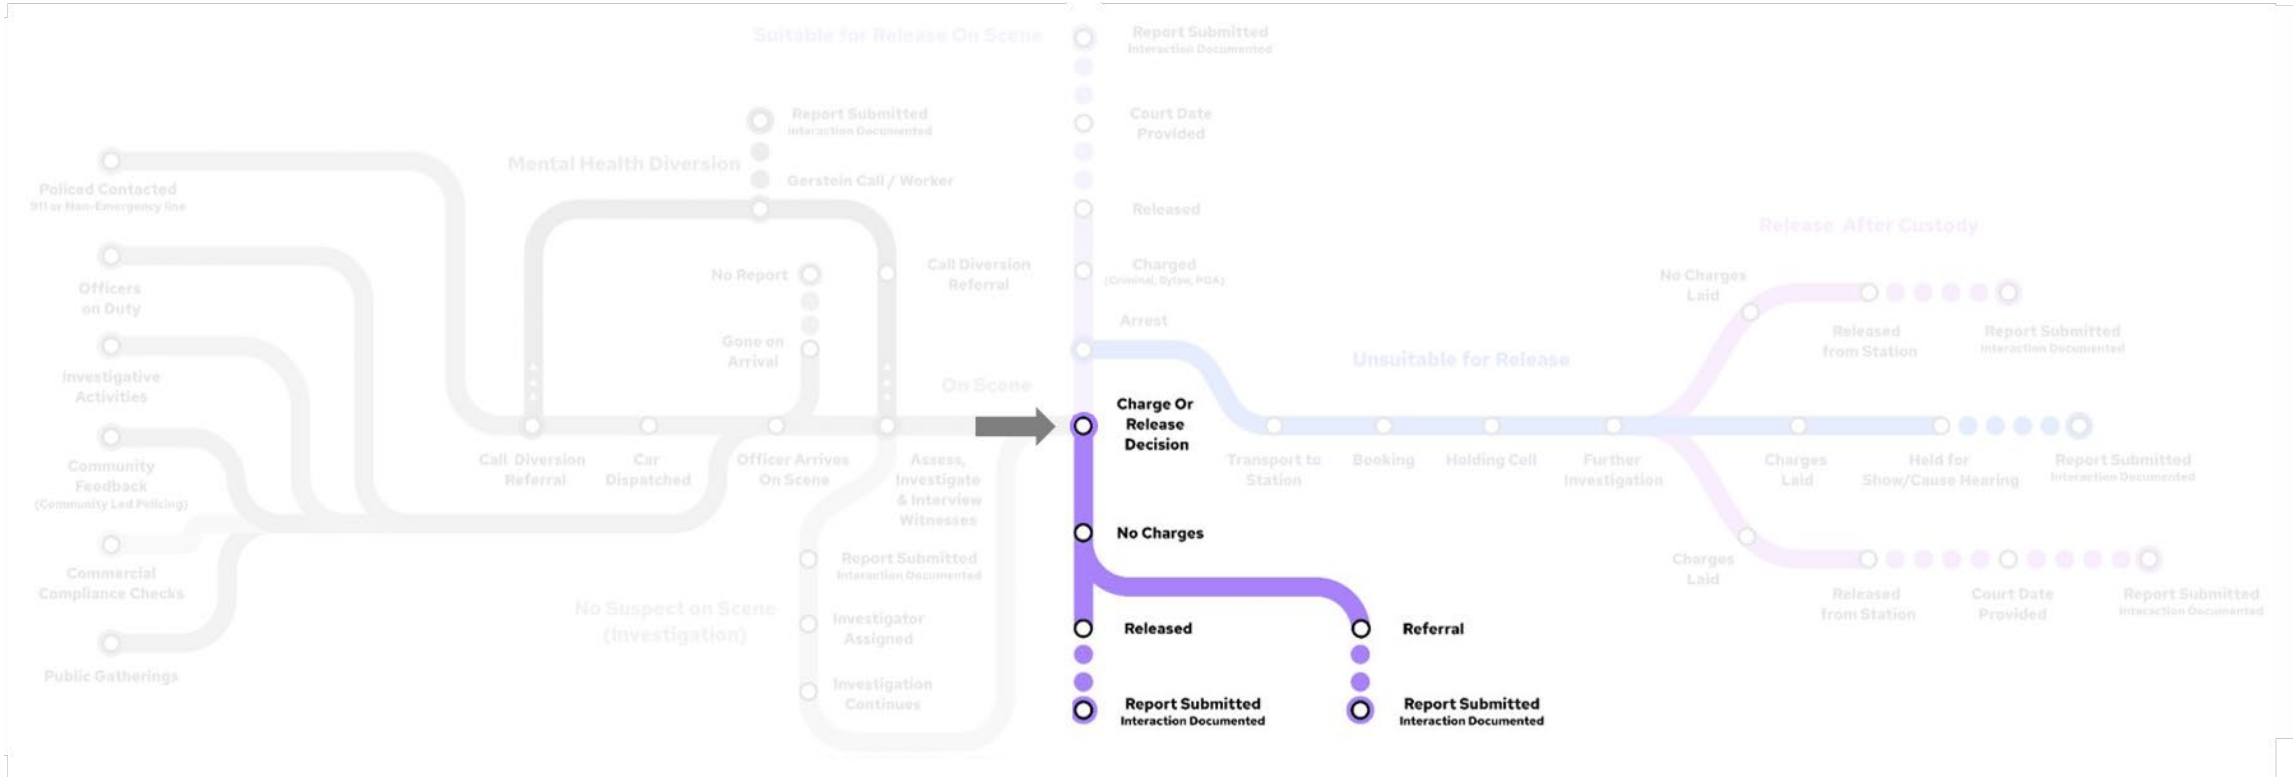 Suitable for Release On Scene
Report Submitted
Interaction Documented
Court Date
Provided
Report Submitted
Interaction Documented
Mental Health Diversion
Gerstein Call / Worker
Policed Contacted
911 or Non-Emergency line
Released
Release After Custody
No Report
Call Diversion
Referral
Charged
(Criminal, Bylaw, POA)
No Charges
Laid
Officers
on Duty
Arrest
Gone on
Arrival
Released
from Station
Report Submitted
Interaction Documented
Unsuitable for Release
Investigative
Activities
On Scene
Charge Or
Release
Decision
Community
Feedback
(Community Led Policing)
Call Diversion
Referral
Car
Dispatched
Officer Arrives
On Scene
Assess,
Investigate
& Interview
Witnesses
Transport to
Station
Booking
Holding Cell
Further
Investigation
Charges
Laid
Held for
Show/Cause Hearing
Report Submitted
Interaction Documented
No Charges
Commercial
Compliance Checks
Report Submitted
Interaction Documented
Charges
Laid
Released
from Station
Court Date
Provided
Report Submitted
Interaction Documented
No Suspect on Scene
(Investigation)
Investigator
Assigned
Released
Referral
Public Gatherings
Investigation
Continues
Report Submitted
Interaction Documented
Report Submitted
Interaction Documented